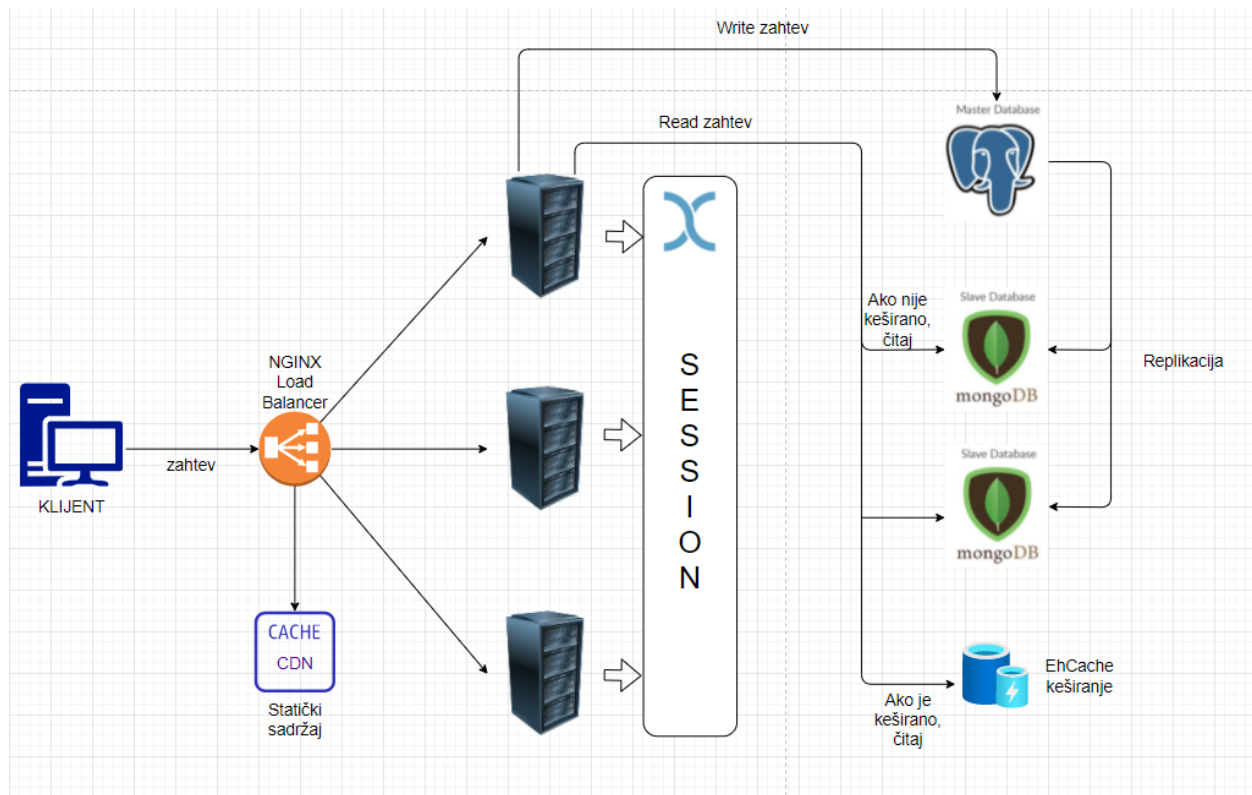 Write zahtev
Master Database
Read zahtev
Ako nije
keširano,
čitaj
Slave Database
mongoDB
Replikacija
NGINX
Load
Balancer
zahtev
KLIJENT
S
E
S
S
I
O
N
Slave Database
mongoDB
CACHE
CDN
Statički
sadržaj
EhCache
keširanje
Ako je
keširano,
čitaj